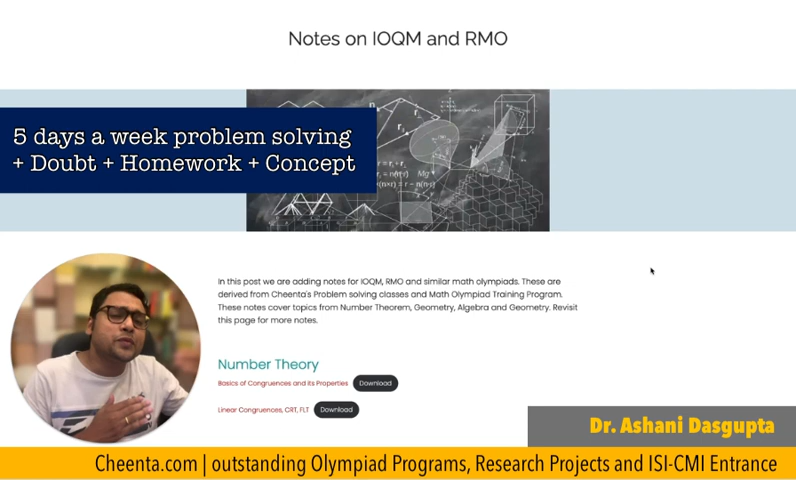 Notes on IOQM and RMO
5 days a week problem solving
+ Doubt + Homework + Concept
In this post we are adding notes for IOQM, RMO and similar math olympiads. These are
derived from Cheenta's Problem solving classes and Math Olympiad Training Program.
These notes cover topics from Number Theorem, Geometry, Algebra and Geometry. Revisit
this page for more notes.
Number Theory
Basics of Congruences and its Properties Download
Linear Congruences, CRT, FLT Download
Dr. Ashani Dasgupta
Cheenta.com | outstanding Olympiad Programs, Research Projects and ISI-CMI Entrance